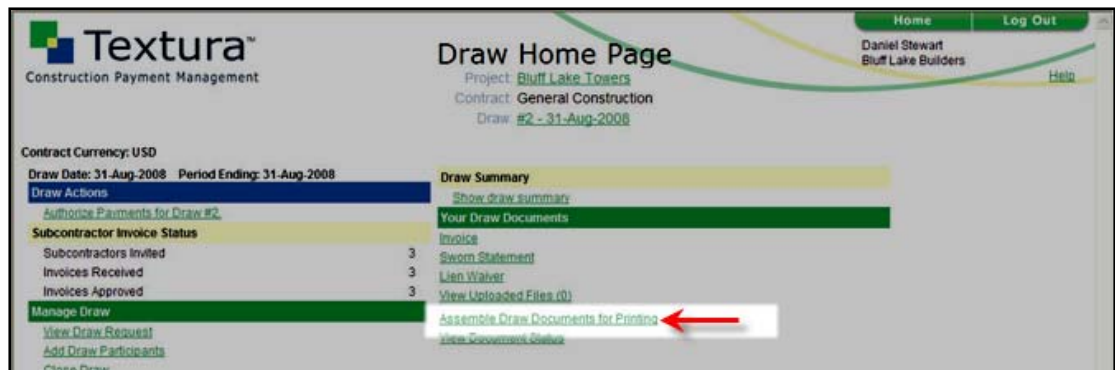 Home Log Out
Textura™
Construction Payment Management
Draw Home Page
Project: Bluff Lake Towers
Contract: General Construction
Draw: #2 - 31-Aug-2008
Daniel Stewart
Bluff Lake Builders
Help
Contract Currency: USD
Draw Date: 31-Aug-2008 Period Ending: 31-Aug-2008
Draw Actions
Authorize Payments for Draw #2.
Subcontractor Invoice Status
Subcontractors Invited 3
Invoices Received 3
Invoices Approved 3
Manage Draw
View Draw Request
Add Draw Participants
Close Draw
Draw Summary
Show draw summary
Your Draw Documents
Invoice
Sworn Statement
Lien Waiver
View Uploaded Files (0)
Assemble Draw Documents for Printing
View Document Status